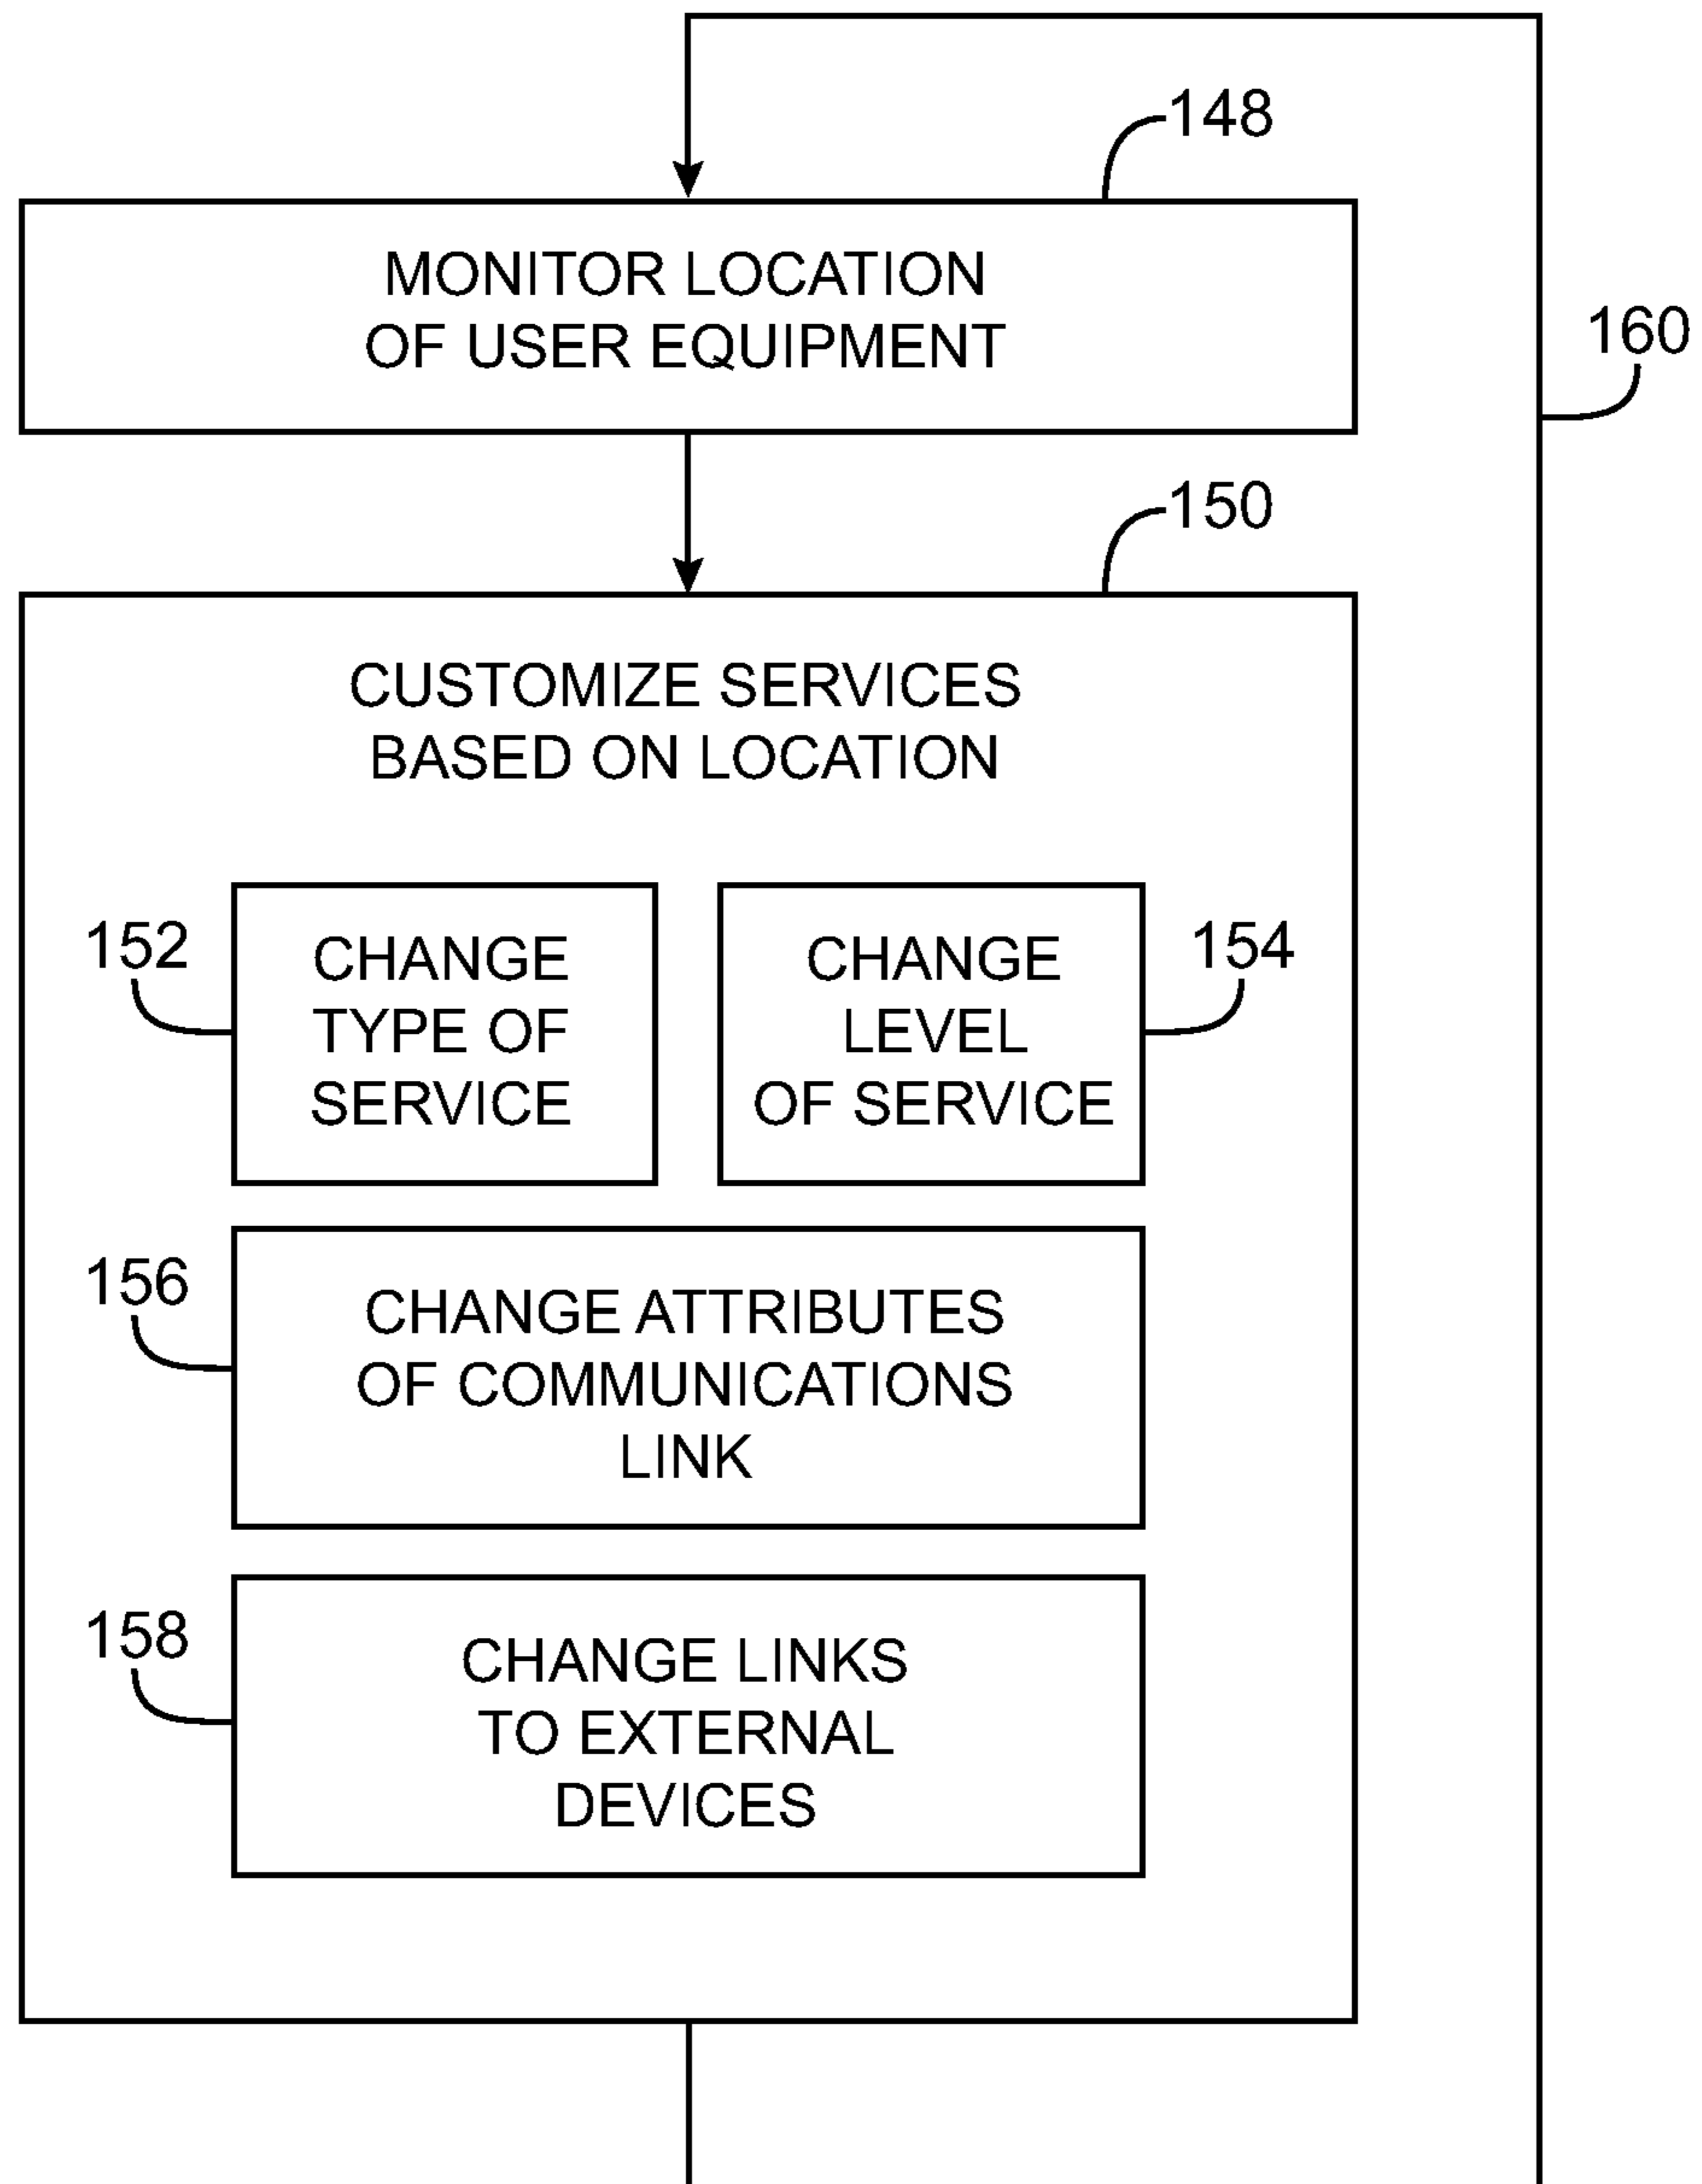 148
MONITOR LOCATION
OF USER EQUIPMENT
160
150
CUSTOMIZE SERVICES
BASED ON LOCATION
152
CHANGE
TYPE OF
SERVICE
CHANGE
LEVEL
OF SERVICE
154
156
CHANGE ATTRIBUTES
OF COMMUNICATIONS
LINK
158
CHANGE LINKS
TO EXTERNAL
DEVICES